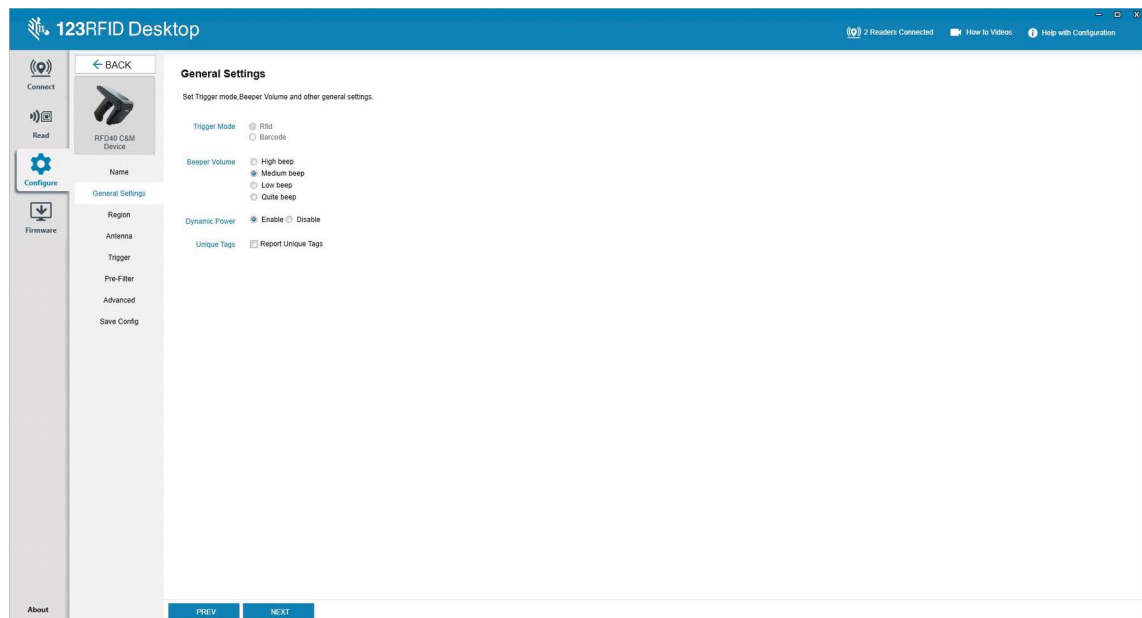 123RFID Desktop
2 Readers Connected
How to Videos
Help with Configuration
Connect
Read
Configure
Firmware
About
BACK
RFD40 C&M
Device
Name
General Settings
Region
Antenna
Trigger
Pre-Filter
Advanced
Save Config
General Settings
Set Trigger mode,Beeper Volume and other general settings.
Trigger Mode
Rfid
Barcode
Beeper Volume
High beep
Medium beep
Low beep
Quite beep
Dynamic Power
Enable Disable
Unique Tags
Report Unique Tags
PREV
NEXT